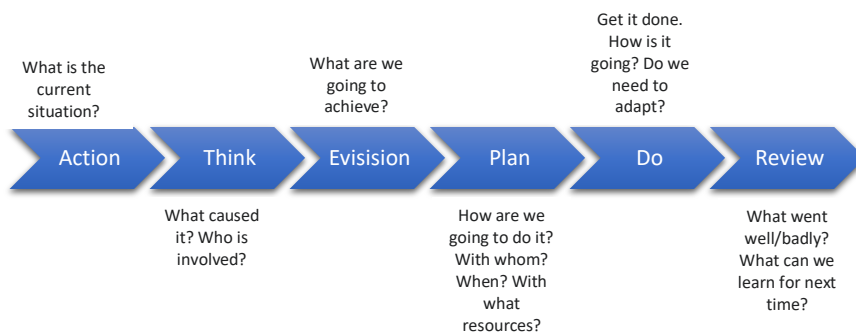 What is the
current
situation?
Action
Think
What caused
it? Who is
involved?
What are we
going to
achieve?
Evisision
Plan
How are we
going to do it?
With whom?
When? With
what
resources?
Get it done.
How is it
going? Do we
need to
adapt?
Do
Review
What went
well/badly?
What can we
learn for next
time?